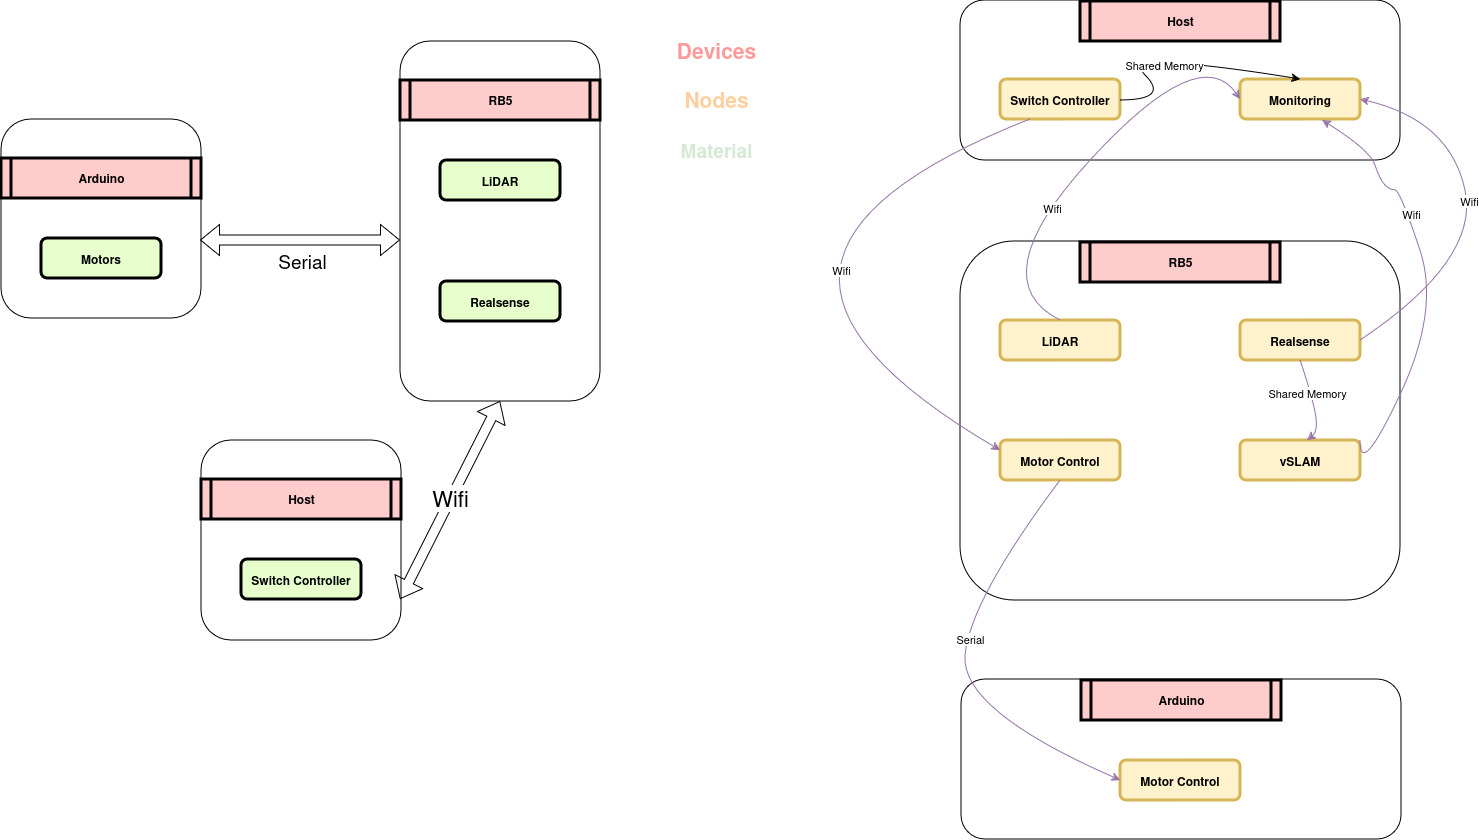 Arduino
Motors
Serial
RB5
LiDAR
Realsense
Host
Switch Controller
Wifi
Devices
Nodes
Material
Host
Shared Memory
Switch Controller
Monitoring
Wifi
Wifi
Wifi
Wifi
RB5
LiDAR
Realsense
Shared Memory
Motor Control
vSLAM
Serial
Arduino
Motor Control